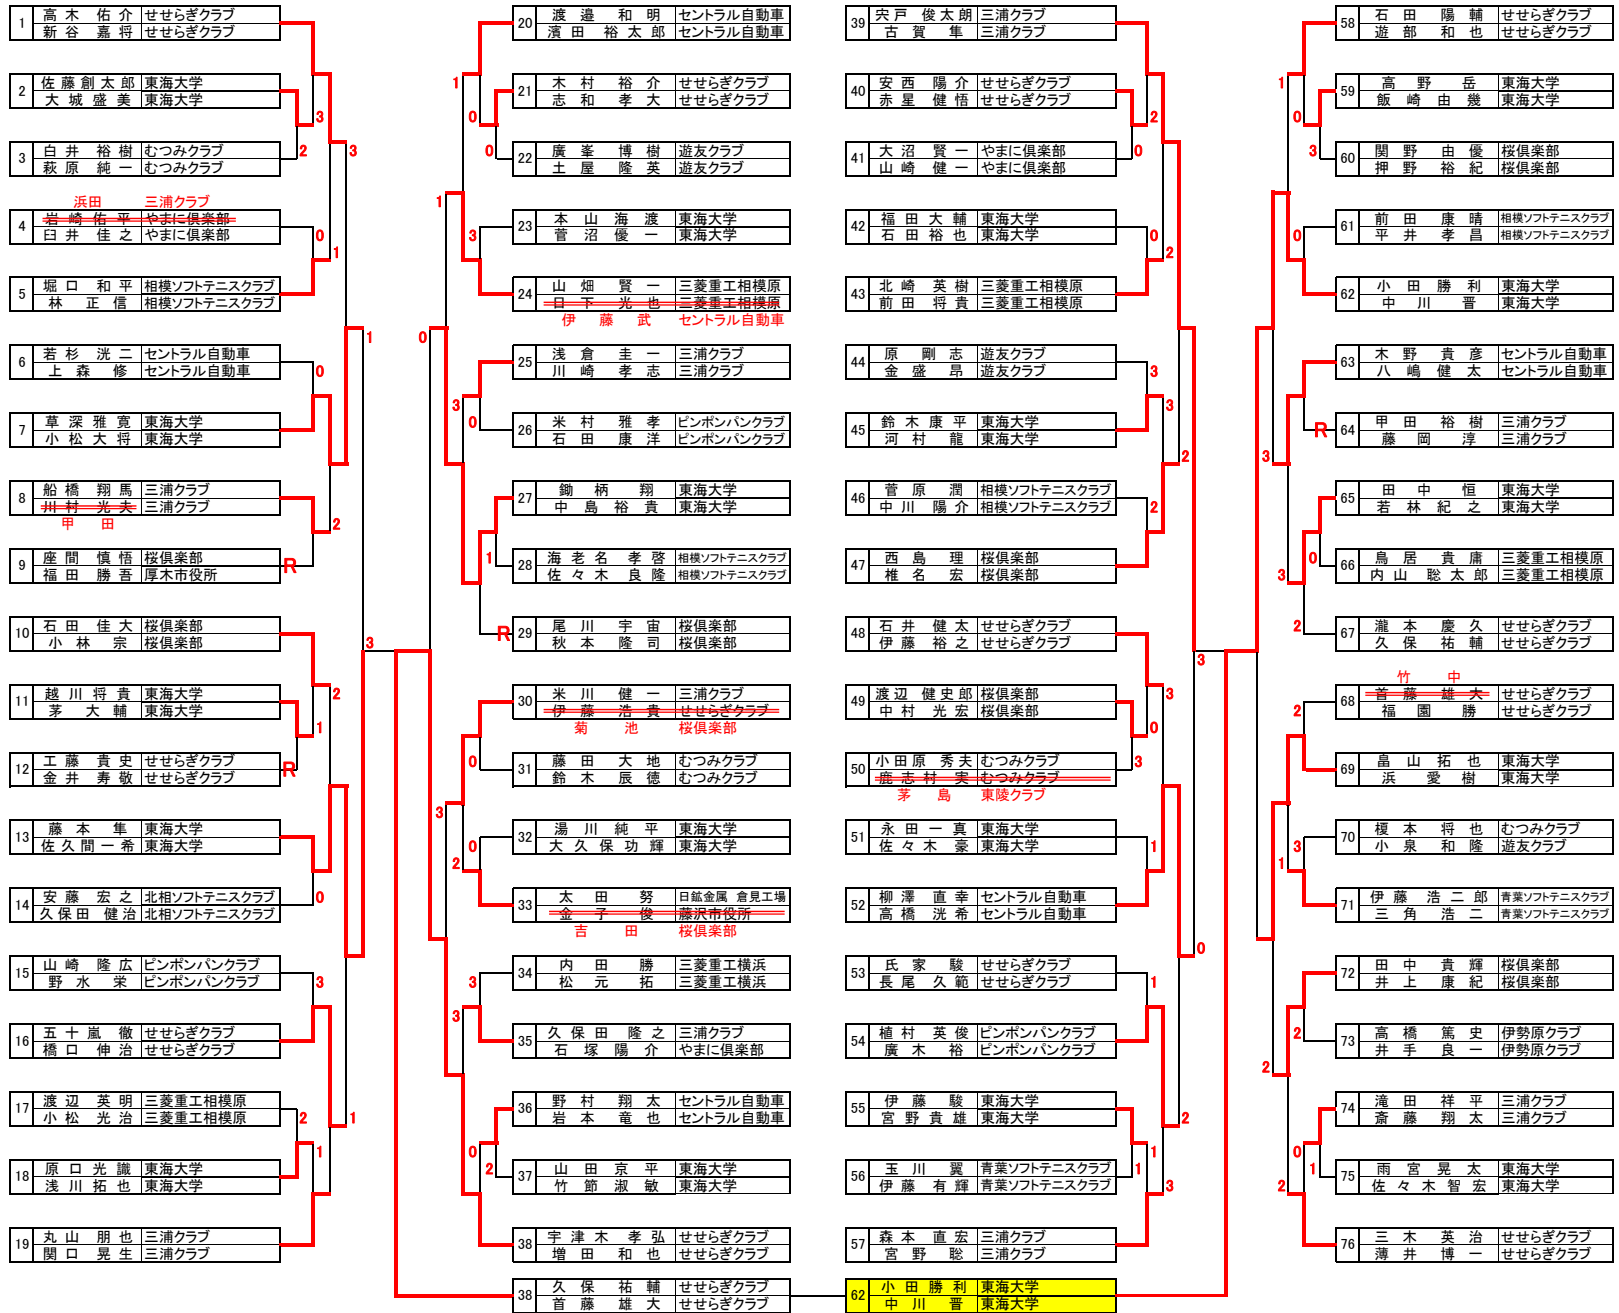 1 高木 佑介 せせらぎクラブ
新谷 嘉将 せせらぎクラブ
2 佐藤創太郎 東海大学
大城盛美 東海大学
3 白井 裕樹 むつみクラブ
萩原 純一 むつみクラブ
浜田 三浦クラブ
4 岩崎佑平 やまに倶楽部
臼井佳之 やまに倶楽部
5 堀口 和平 相模ソフトテニスクラブ
林 正信 相模ソフトテニスクラブ
6 若杉 洸二 セントラル自動車
上森 修 セントラル自動車
7 草深雅寛 東海大学
小松大将 東海大学
8 船橋 翔馬 三浦クラブ
川村 光夫 三浦クラブ
甲田
9 座間 慎悟 桜倶楽部
福田 勝吾 厚木市役所
R
10 石田 佳大 桜倶楽部
小林 宗 桜倶楽部
11 越川将貴 東海大学
茅 大輔 東海大学
12 工藤貴史 せせらぎクラブ
金井寿敬 せせらぎクラブ
R
13 藤本 隼 東海大学
佐久間一希 東海大学
14 安藤 宏之 北相ソフトテニスクラブ
久保田 健治 北相ソフトテニスクラブ
15 山崎 隆広 ピンポンパンクラブ
野水 栄 ピンポンパンクラブ
16 五十嵐 徹 せせらぎクラブ
橋口 伸治 せせらぎクラブ
17 渡辺 英明 三菱重工相模原
小松 光治 三菱重工相模原
18 原口光識 東海大学
浅川拓也 東海大学
19 丸山 朋也 三浦クラブ
関口 晃生 三浦クラブ
3
2
3
0
1
0
2
1
2
1
0
3
3
2
1
1
20 渡邉 和明 セントラル自動車
濱田 裕太郎 セントラル自動車
21 木村 裕介 せせらぎクラブ
志和 孝大 せせらぎクラブ
22 廣峯 博樹 遊友クラブ
土屋 隆英 遊友クラブ
23 本山海渡 東海大学
菅沼優一 東海大学
24 山畑 賢一 三菱重工相模原
日下 光也 三菱重工相模原
伊藤 武 セントラル自動車
25 浅倉 圭一 三浦クラブ
川崎 孝志 三浦クラブ
26 米村 雅孝 ピンポンパンクラブ
石田 康洋 ピンポンパンクラブ
27 鋤柄 翔 東海大学
中島裕貴 東海大学
28 海老名 孝啓 相模ソフトテニスクラブ
佐々木 良隆 相模ソフトテニスクラブ
29 尾川 宇宙 桜倶楽部
秋本 隆司 桜倶楽部
R
30 米川 健一 三浦クラブ
伊藤 浩貴 せせらぎクラブ
菊池 桜倶楽部
31 藤田 大地 むつみクラブ
鈴木 辰徳 むつみクラブ
32 湯川純平 東海大学
大久保功輝 東海大学
33 太田 努 日鉱金属 倉見工場
金子 俊 藤沢市役所
吉田 桜倶楽部
34 内田 勝 三菱重工横浜
松元 拓 三菱重工横浜
35 久保田 隆之 三浦クラブ
石塚 陽介 やまに倶楽部
36 野村 翔太 セントラル自動車
岩本 竜也 セントラル自動車
37 山田京平 東海大学
竹節淑敏 東海大学
38 宇津木 孝弘 せせらぎクラブ
増田 和也 せせらぎクラブ
1
0
0
1
3
0
3
0
1
0
3
0
2
3
3
0
2
38 久保 祐輔 せせらぎクラブ
首藤 雄大 せせらぎクラブ
39 宍戸 俊太朗 三浦クラブ
古賀 隼 三浦クラブ
40 安西 陽介 せせらぎクラブ
赤星 健悟 せせらぎクラブ
41 大沼 賢一 やまに倶楽部
山崎 健一 やまに倶楽部
42 福田大輔 東海大学
石田裕也 東海大学
43 北崎 英樹 三菱重工相模原
前田 将貴 三菱重工相模原
44 原 剛志 遊友クラブ
金盛 昂 遊友クラブ
45 鈴木康平 東海大学
河村 龍 東海大学
46 菅原 潤 相模ソフトテニスクラブ
中川 陽介 相模ソフトテニスクラブ
47 西島 理 桜倶楽部
椎名 宏 桜倶楽部
48 石井 健太 せせらぎクラブ
伊藤 裕之 せせらぎクラブ
49 渡辺 健史郎 桜倶楽部
中村 光宏 桜倶楽部
50 小田原 秀夫 むつみクラブ
鹿志村 実 むつみクラブ
茅島 東陵クラブ
51 永田一真 東海大学
佐々木豪 東海大学
52 柳澤 直幸 セントラル自動車
高橋 洸希 セントラル自動車
53 氏家 駿 せせらぎクラブ
長尾 久範 せせらぎクラブ
54 植村 英俊 ピンポンパンクラブ
廣木 裕 ピンポンパンクラブ
55 伊藤 駿 東海大学
宮野貴雄 東海大学
56 玉川 翼 青葉ソフトテニスクラブ
伊藤 有輝 青葉ソフトテニスクラブ
57 森本 直宏 三浦クラブ
宮野 聡 三浦クラブ
2
0
0
2
3
3
2
2
3
3
0
3
1
0
1
2
1
1
3
62 小田勝利 東海大学
中川 晋 東海大学
58 石田 陽輔 せせらぎクラブ
遊部 和也 せせらぎクラブ
59 高野 岳 東海大学
飯崎由幾 東海大学
60 関野 由優 桜倶楽部
押野 裕紀 桜倶楽部
61 前田 康晴 相模ソフトテニスクラブ
平井 孝昌 相模ソフトテニスクラブ
62 小田勝利 東海大学
中川 晋 東海大学
63 木野 貴彦 セントラル自動車
八嶋 健太 セントラル自動車
64 甲田 裕樹 三浦クラブ
藤岡 淳 三浦クラブ
R
65 田中 恒 東海大学
若林紀之 東海大学
66 鳥居 貴庸 三菱重工相模原
内山 聡太郎 三菱重工相模原
67 瀧本 慶久 せせらぎクラブ
久保 祐輔 せせらぎクラブ
竹中
68 首藤 雄大 せせらぎクラブ
福園 勝 せせらぎクラブ
69 畠山拓也 東海大学
浜 愛樹 東海大学
70 榎本 将也 むつみクラブ
小泉 和隆 遊友クラブ
71 伊藤 浩二郎 青葉ソフトテニスクラブ
三角 浩二 青葉ソフトテニスクラブ
72 田中 貴輝 桜倶楽部
井上 康紀 桜倶楽部
73 高橋 篤史 伊勢原クラブ
井手 良一 伊勢原クラブ
74 滝田 祥平 三浦クラブ
斎藤 翔太 三浦クラブ
75 雨宮晃太 東海大学
佐々木智宏 東海大学
76 三木 英治 せせらぎクラブ
薄井 博一 せせらぎクラブ
1
0
3
0
3
0
3
2
2
3
1
2
2
0
1
2